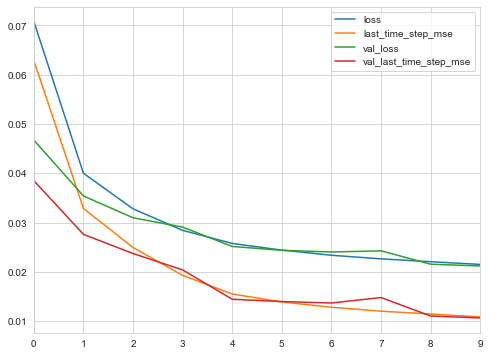 loss
last_time_step_mse
val_loss
val_last_time_step_mse
0.07
0.06
0.05
0.04
0.03
0.02
0.01
0 1 2 3 4 5 6 7 8 9